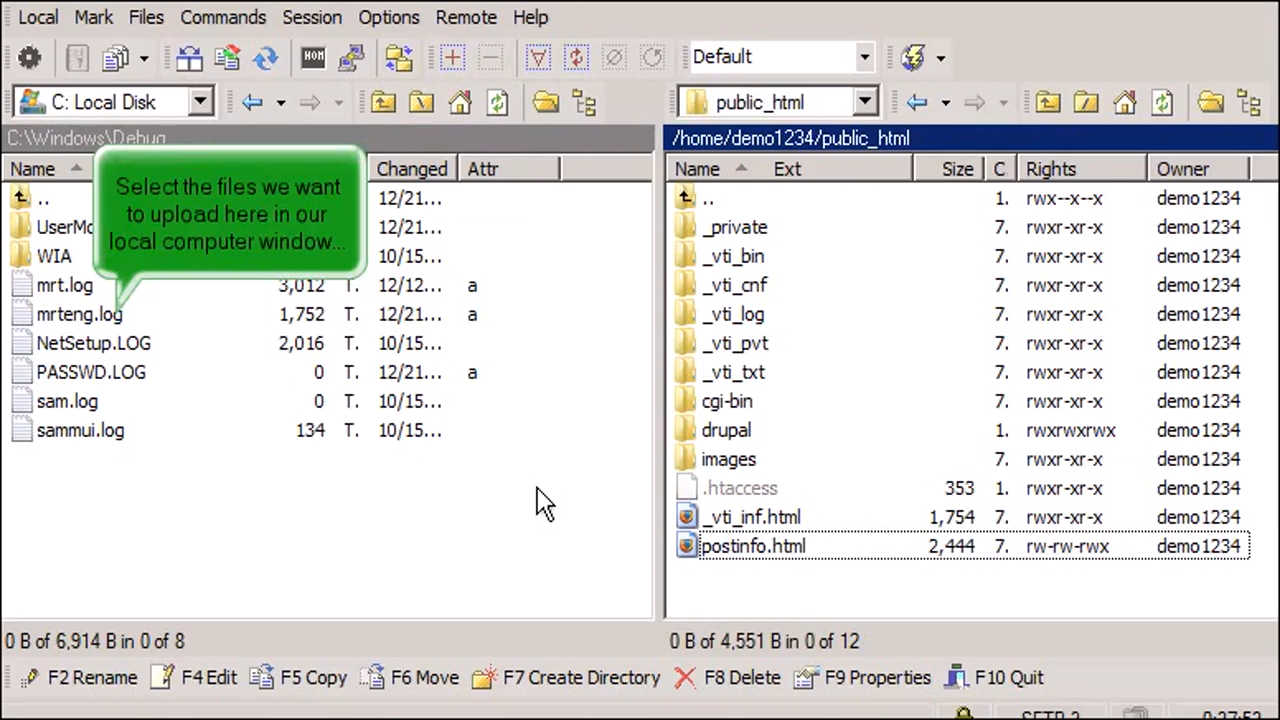 Local Mark Files Commands Session Options Remote Help
Default
C: Local Disk public_html
C:\Windows\Debug /home/demo1234/public_html
Name Changed Attr Name Ext Size C Rights Owner
Select the files we want
to upload here in our
local computer window...
.. 12/21... .. 1. rwx--x--x demo1234
12/21... _private 7. rwxr-xr-x demo1234
WIA 10/15... _vti_bin 7. rwxr-xr-x demo1234
mrt.log 3,012 T. 12/12... a _vti_cnf 7. rwxr-xr-x demo1234
mrteng.log 1,752 T. 12/21... a _vti_log 7. rwxr-xr-x demo1234
NetSetup.LOG 2,016 T. 10/15... _vti_pvt 7. rwxr-xr-x demo1234
PASSWD.LOG 0 T. 12/21... a _vti_txt 7. rwxr-xr-x demo1234
sam.log 0 T. 10/15... cgi-bin 7. rwxr-xr-x demo1234
sammui.log 134 T. 10/15... drupal 1. rwxrwxrwx demo1234
images 7. rwxr-xr-x demo1234
.htaccess 353 1. rwxr-xr-x demo1234
_vti_inf.html 1,754 7. rwxr-xr-x demo1234
postinfo.html 2,444 7. rw-rw-rwx demo1234
0 B of 6,914 B in 0 of 8 0 B of 4,551 B in 0 of 12
F2 Rename F4 Edit F5 Copy F6 Move F7 Create Directory F8 Delete F9 Properties F10 Quit